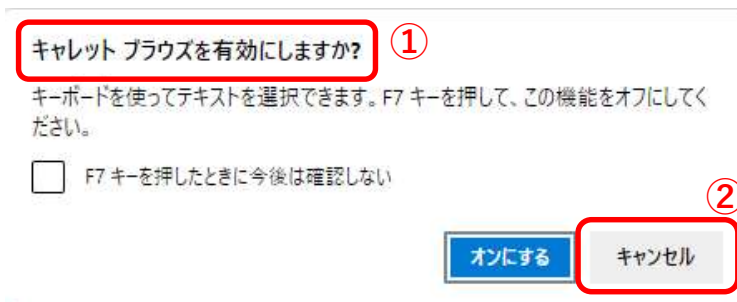 キャレット ブラウズを有効にしますか?
①
キーボードを使ってテキストを選択できます。F7 キーを押して、この機能をオフにしてく
ださい。
F7 キーを押したときに今後は確認しない
②
オンにする
キャンセル